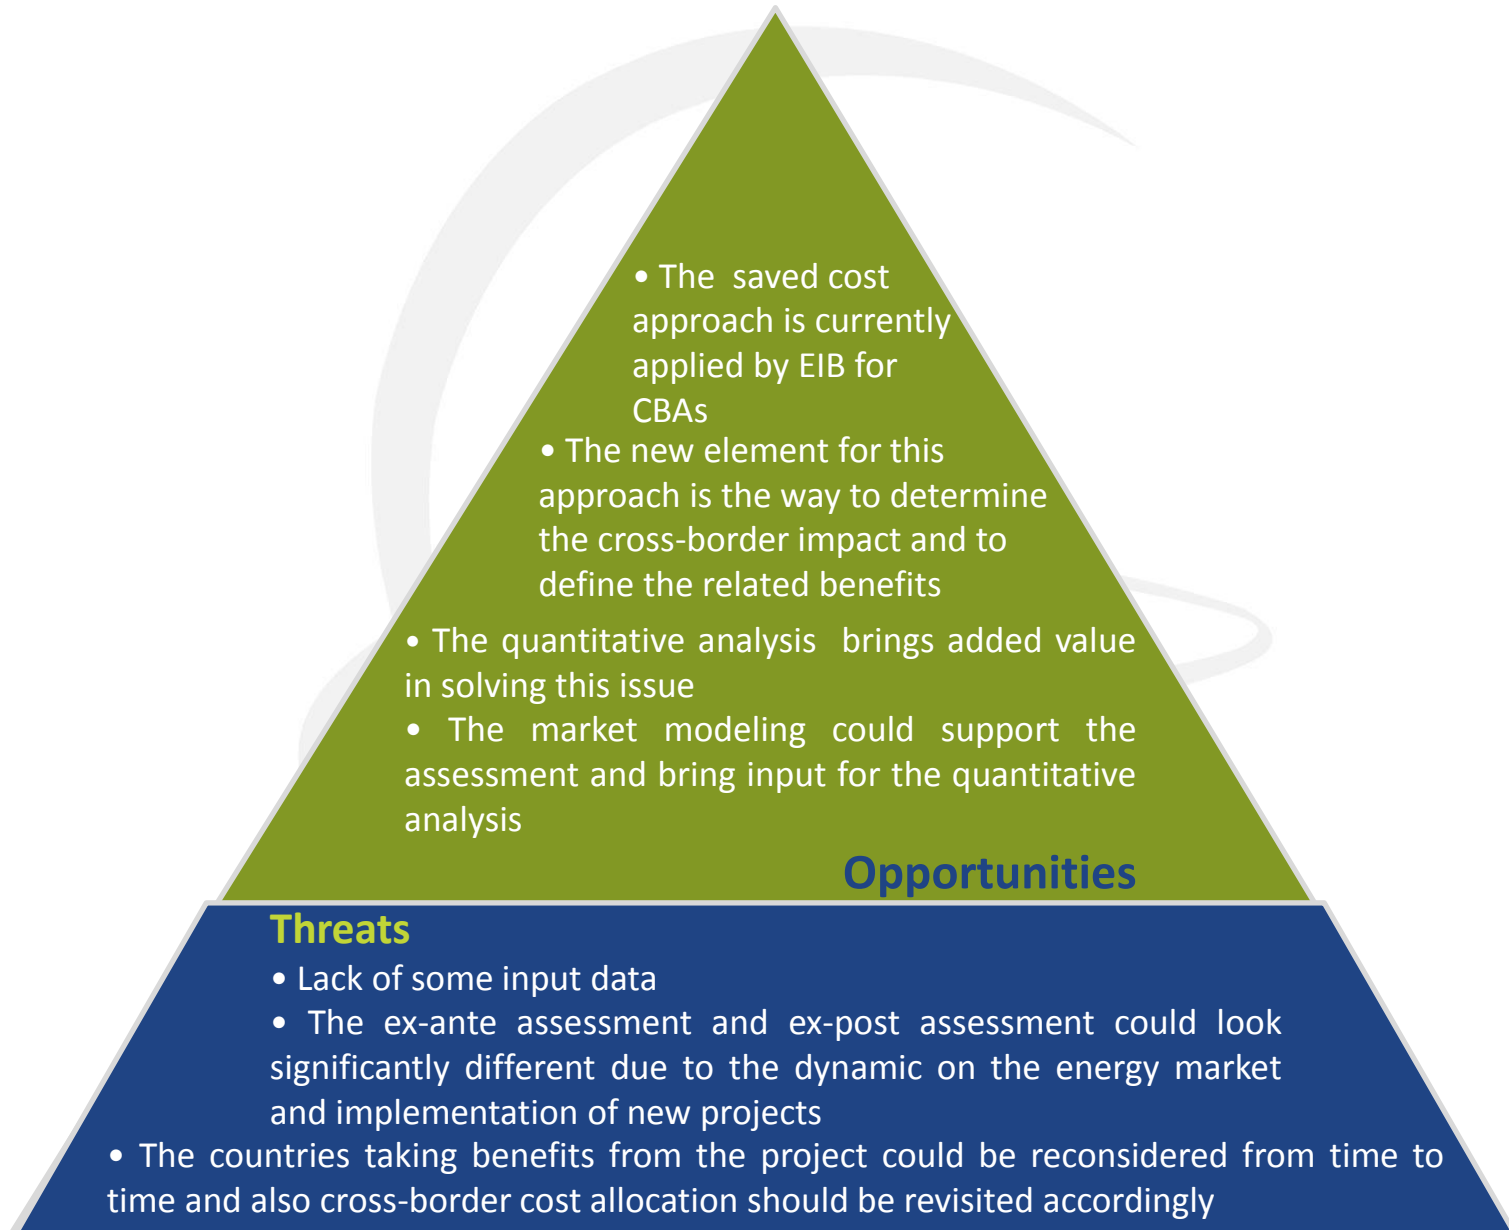 • The saved cost
approach is currently
applied by EIB for
CBAs
• The new element for this
approach is the way to determine
the cross-border impact and to
define the related benefits
• The quantitative analysis brings added value
in solving this issue
• The market modeling could support the
assessment and bring input for the quantitative
analysis
Opportunities
Threats
• Lack of some input data
• The ex-ante assessment and ex-post assessment could look
significantly different due to the dynamic on the energy market
and implementation of new projects
• The countries taking benefits from the project could be reconsidered from time to
time and also cross-border cost allocation should be revisited accordingly